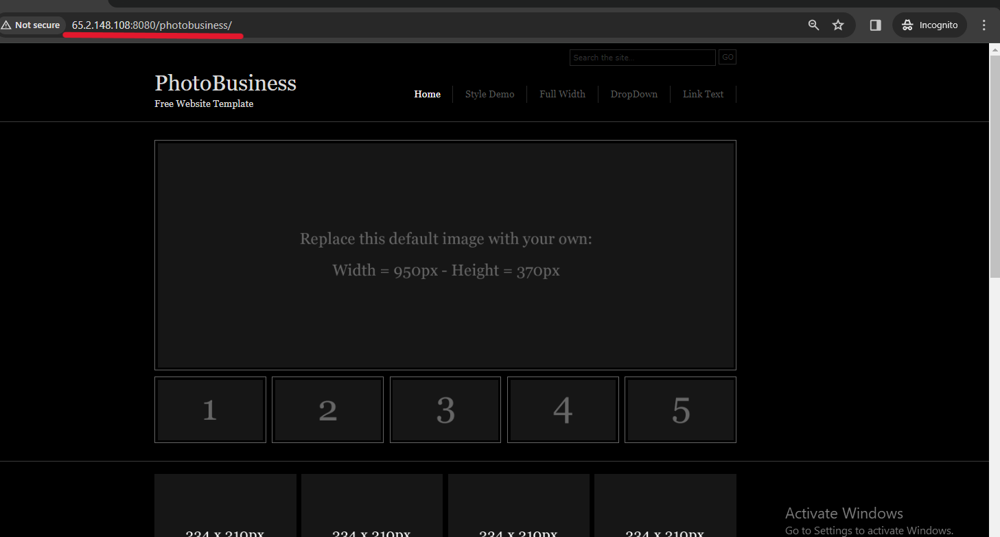 Not secure 65.2.148.108:8080/photobusiness/ Incognito
Search the site... GO
PhotoBusiness
Free Website Template
Home Style Demo Full Width DropDown Link Text
Replace this default image with your own:
Width = 950px - Height = 370px
1 2 3 4 5
234 x 210px 234 x 210px 234 x 210px 234 x 210px
Activate Windows
Go to Settings to activate Windows.